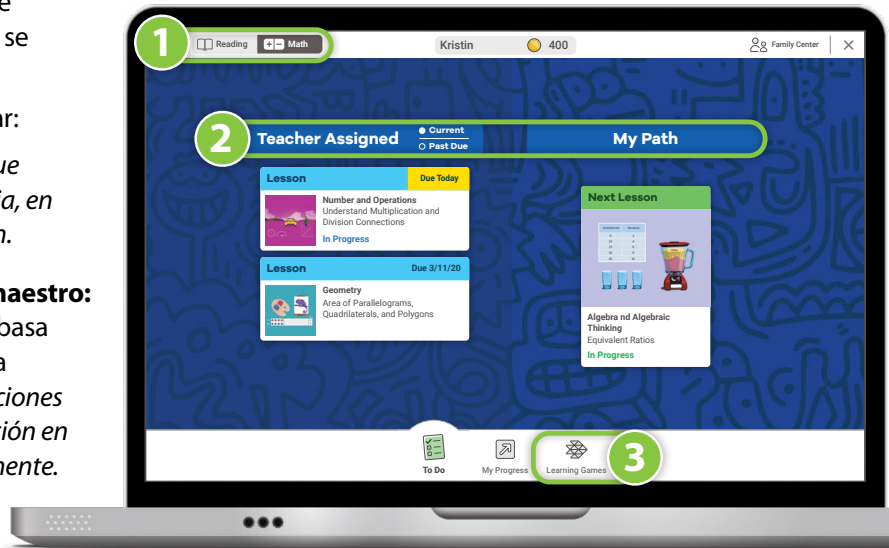 se
ar:
ue
a, en
n.
naestro:
basa
a
ciones
ción en
nente.
1
Reading
Math
Kristin
400
Family Center
2
Teacher Assigned
Current
Past Due
My Path
Lesson
Due Today
Number and Operations
Understand Multiplication and
Division Connections
In Progress
Lesson
Due 3/11/20
Geometry
Area of Parallelograms,
Quadrilaterals, and Polygons
Next Lesson
Algebra nd Algebraic
Thinking
Equivalent Ratios
In Progress
To Do
My Progress
Learning Games
3